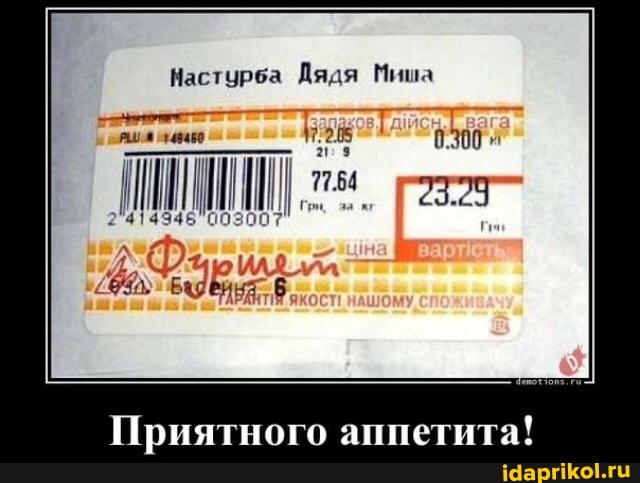 Настурба Дядя Миша
запаков. дійсн. вага
PLU # 149460 17.2.05 0.300 кг
21: 9
77.64 23.29
Грн. за кг Грн
2 414946 003007
ціна вартість
Фуршет
Басейна 6
ГАРАНТІЯ ЯКОСТІ НАШОМУ СПОЖИВАЧУ
demotions.ru
Приятного аппетита!
idaprikol.ru